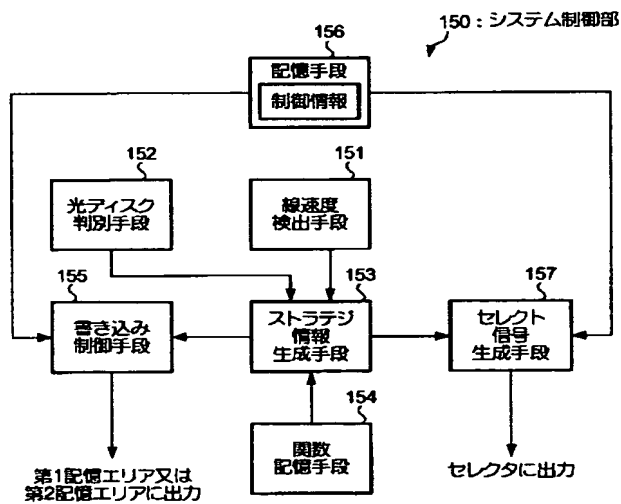 150：システム制御部
156
記憶手段
制御情報
152
光ディスク
判別手段
151
線速度
検出手段
155
書き込み
制御手段
153
ストラテジ
情報
生成手段
157
セレクト
信号
生成手段
154
関数
記憶手段
第1記憶エリア又は
第2記憶エリアに出力
セレクタに出力